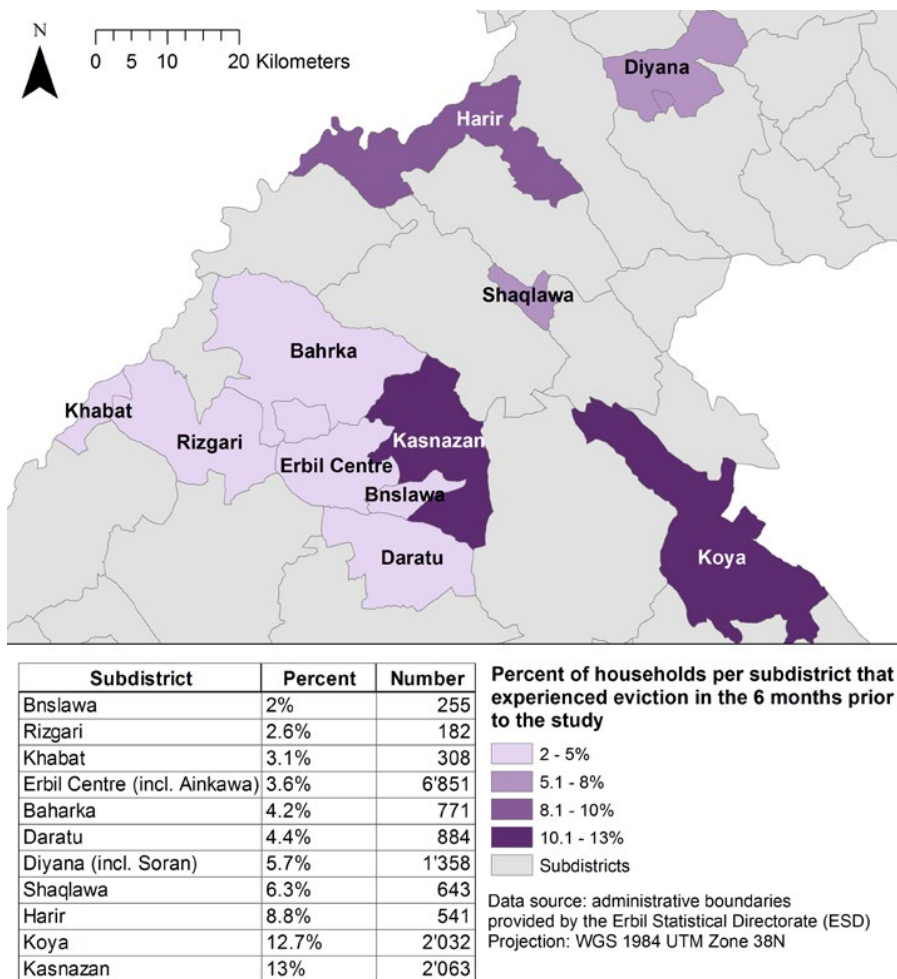 N
0 5 10 20 Kilometers
Diyana
Harir
Shaqlawa
Bahrka
Khabat
Rizgari
Kasnazan
Erbil Centre
Bnslawa
Daratu
Koya
Subdistrict Percent Number
Bnslawa 2% 255
Rizgari 2.6% 182
Khabat 3.1% 308
Erbil Centre (incl. Ainkawa) 3.6% 6'851
Baharka 4.2% 771
Daratu 4.4% 884
Diyana (incl. Soran) 5.7% 1'358
Shaqlawa 6.3% 643
Harir 8.8% 541
Koya 12.7% 2'032
Kasnazan 13% 2'063
Percent of households per subdistrict that
experienced eviction in the 6 months prior
to the study
2 - 5%
5.1 - 8%
8.1 - 10%
10.1 - 13%
Subdistricts
Data source: administrative boundaries
provided by the Erbil Statistical Directorate (ESD)
Projection: WGS 1984 UTM Zone 38N